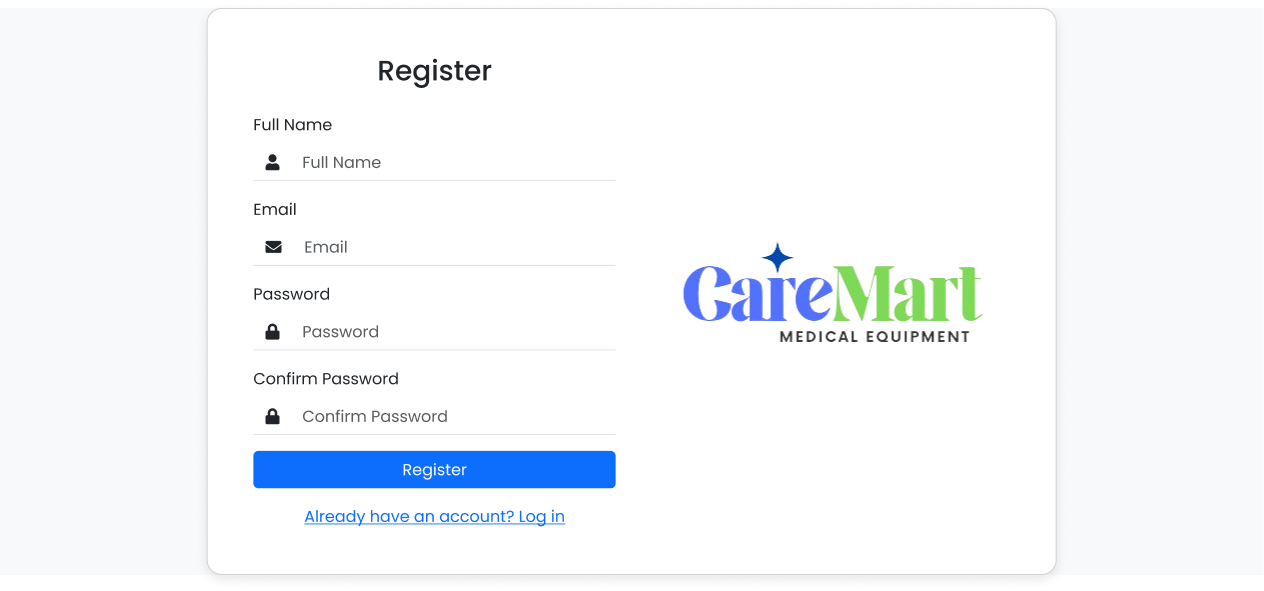 Register
Full Name
Full Name
Email
Email
Password
Password
Confirm Password
Confirm Password
Register
Already have an account? Log in
CareMart
MEDICAL EQUIPMENT